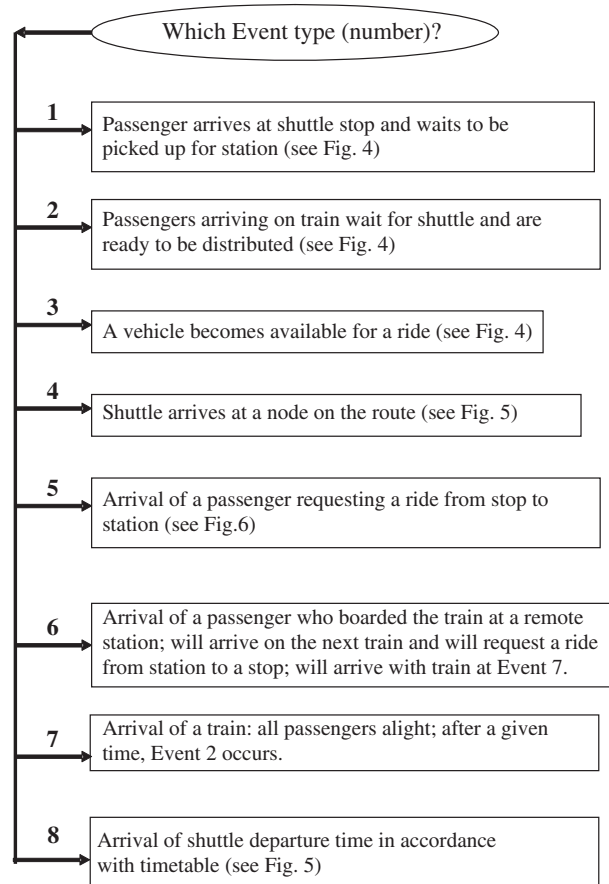 Which Event type (number)?
1
Passenger arrives at shuttle stop and waits to be
picked up for station (see Fig. 4)
2
Passengers arriving on train wait for shuttle and are
ready to be distributed (see Fig. 4)
3
A vehicle becomes available for a ride (see Fig. 4)
4
Shuttle arrives at a node on the route (see Fig. 5)
5
Arrival of a passenger requesting a ride from stop to
station (see Fig.6)
6
Arrival of a passenger who boarded the train at a remote
station; will arrive on the next train and will request a ride
from station to a stop; will arrive with train at Event 7.
7
Arrival of a train: all passengers alight; after a given
time, Event 2 occurs.
8
Arrival of shuttle departure time in accordance
with timetable (see Fig. 5)